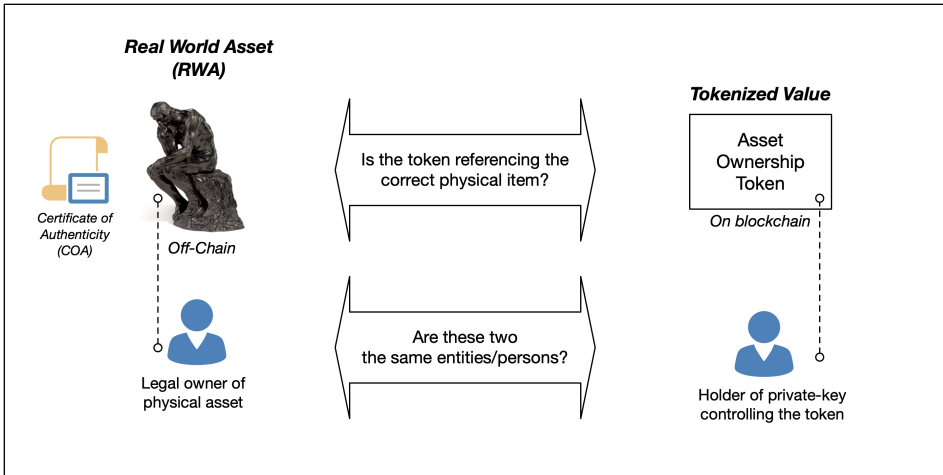 Real World Asset
(RWA)
Tokenized Value
Is the token referencing the
correct physical item?
Asset
Ownership
Token
Certificate of
Authenticity
(COA)
Off-Chain
On blockchain
Are these two
the same entities/persons?
Legal owner of
physical asset
Holder of private-key
controlling the token